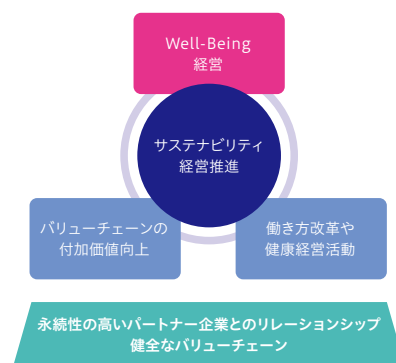 Well-Being
経営
サステナビリティ
経営推進
バリューチェーンの
付加価値向上
働き方改革や
健康経営活動
永続性の高いパートナー企業とのリレーションシップ
健全なバリューチェーン